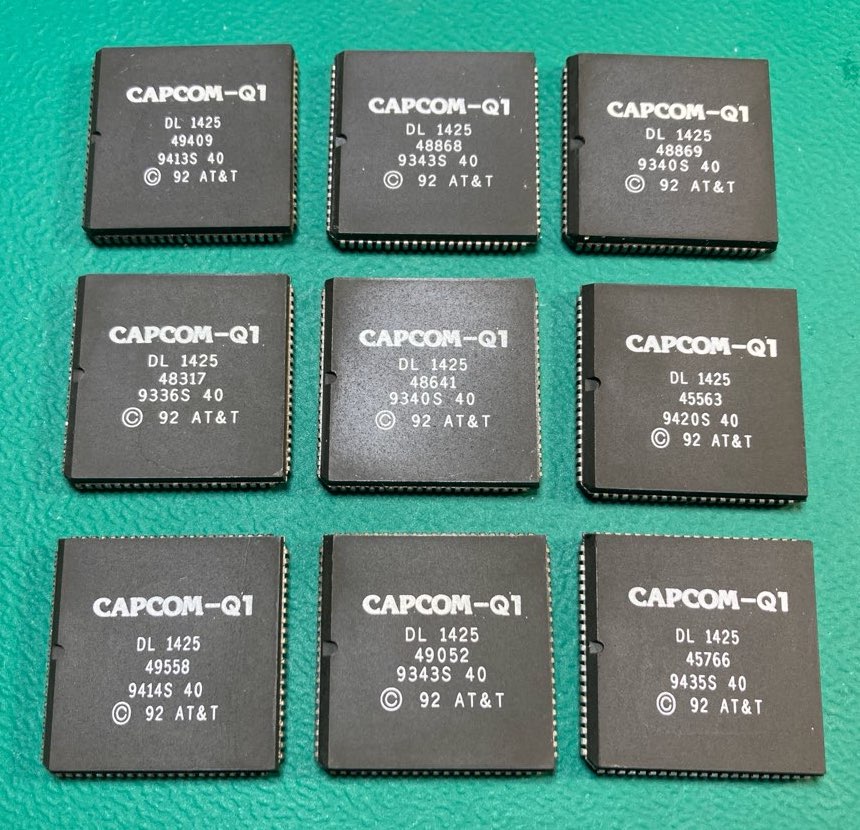 CAPCOM-Q1
DL 1425
49409
9413S 40
© 92 AT&T
CAPCOM-Q1
DL 1425
48868
9343S 40
© 92 AT&T
CAPCOM-Q1
DL 1425
48869
9340S 40
© 92 AT&T
CAPCOM-Q1
DL 1425
48317
9336S 40
© 92 AT&T
CAPCOM-Q1
DL 1425
48641
9340S 40
© 92 AT&T
CAPCOM-Q1
DL 1425
45563
9420S 40
© 92 AT&T
CAPCOM-Q1
DL 1425
49558
9414S 40
© 92 AT&T
CAPCOM-Q1
DL 1425
49052
9343S 40
© 92 AT&T
CAPCOM-Q1
DL 1425
45766
9435S 40
© 92 AT&T